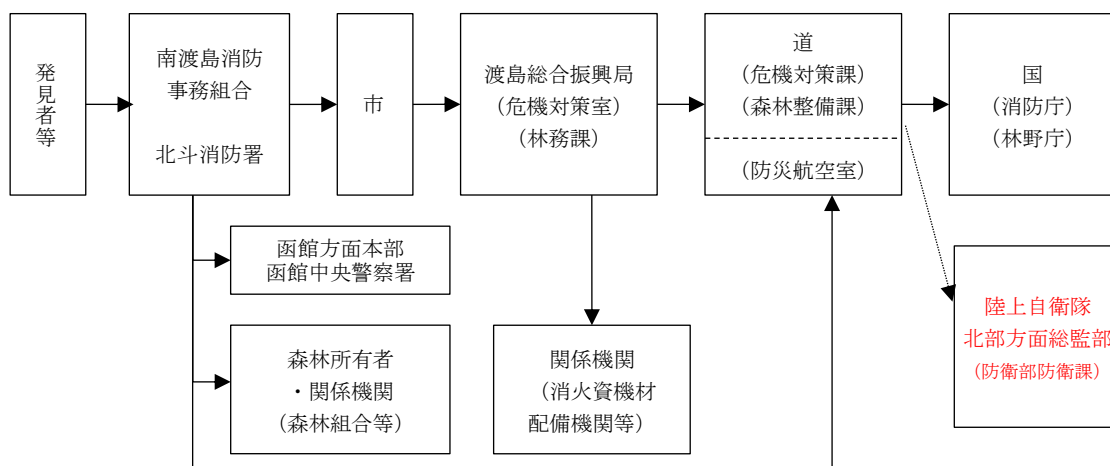 発見者等
南渡島消防
事務組合
北斗消防署
市
渡島総合振興局
（危機対策室）
（林務課）
道
（危機対策課）
（森林整備課）
（防災航空室）
国
（消防庁）
（林野庁）
函館方面本部
函館中央警察署
森林所有者
・関係機関
（森林組合等）
関係機関
（消火資機材
配備機関等）
陸上自衛隊
北部方面総監部
（防衛部防衛課）